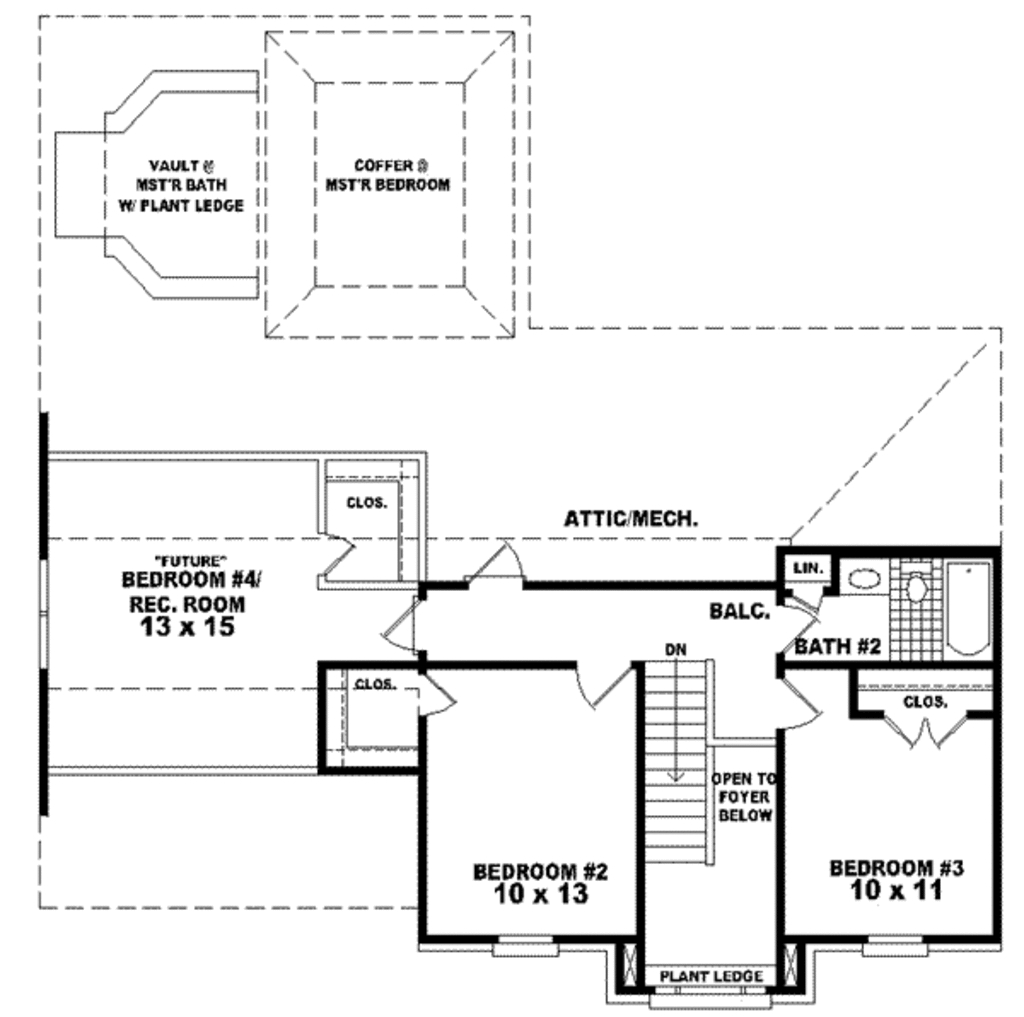 VAULT @
MST'R BATH
W/ PLANT LEDGE
COFFER @
MST'R BEDROOM
CLOS.
ATTIC/MECH.
"FUTURE"
BEDROOM #4/
REC. ROOM
13 x 15
LIN.
BALC.
BATH #2
DN
CLOS.
CLOS.
OPEN TO
FOYER
BELOW
BEDROOM #2
10 x 13
BEDROOM #3
10 x 11
PLANT LEDGE